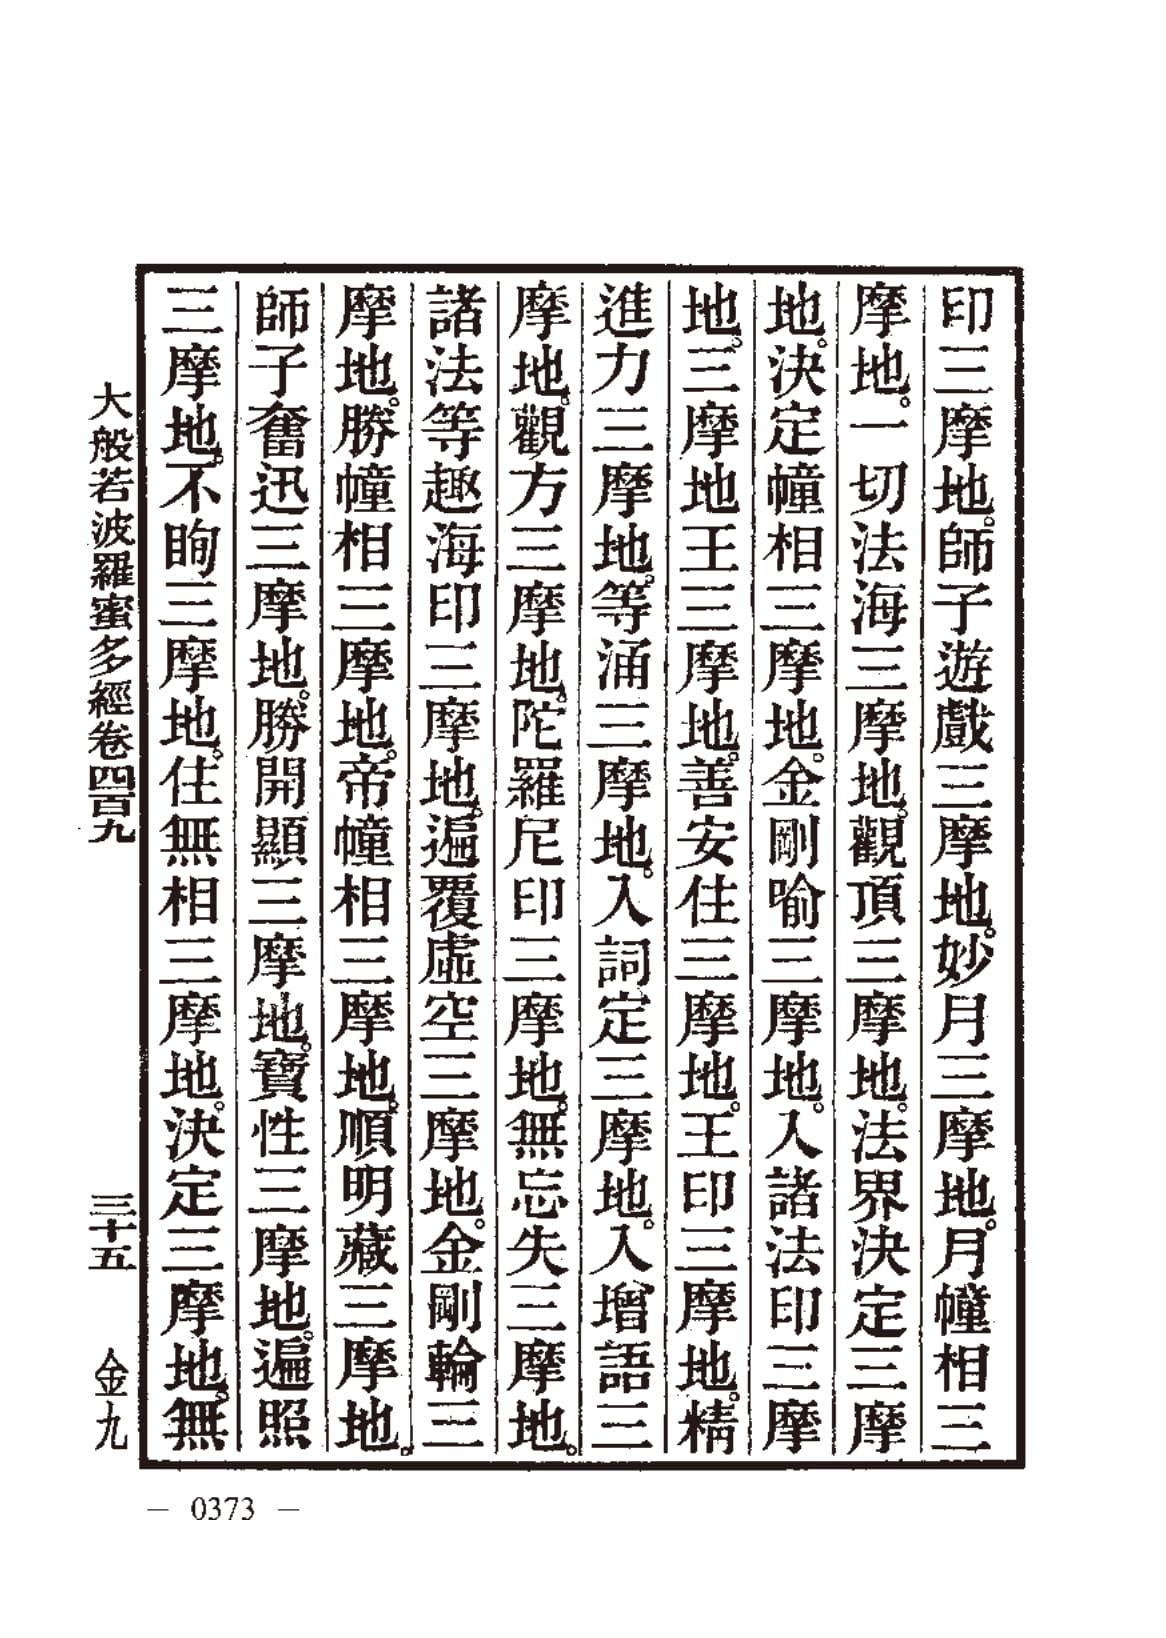 印三摩地。師子遊戲三摩地。妙月三摩地。月幢相三
摩地。一切法海三摩地。觀頂三摩地。法界決定三摩
地。決定幢相三摩地。金剛喻三摩地。入諸法印三摩
地。三摩地王三摩地。善安住三摩地。王印三摩地。精
進力三摩地。等涌三摩地。入詞定三摩地。入增語三
摩地。觀方三摩地。陀羅尼印三摩地。無忘失三摩地。
諸法等趣海印三摩地。遍覆虛空三摩地。金剛輪三
摩地。勝幢相三摩地。帝幢相三摩地。順明藏三摩地。
師子奮迅三摩地。勝開顯三摩地。寶性三摩地。遍照
三摩地。不眴三摩地。住無相三摩地。決定三摩地。無
大般若波羅蜜多經卷四百九 三十五 金九
— 0373 —